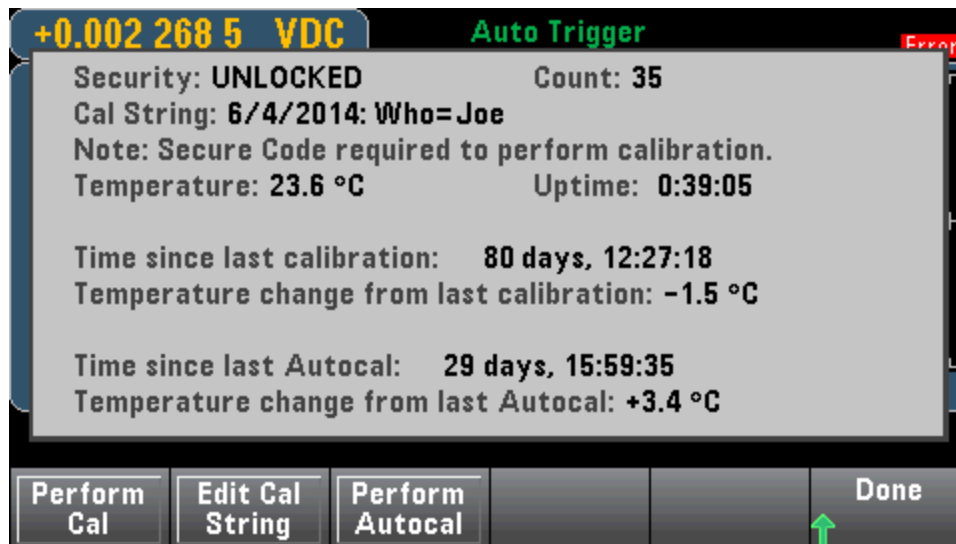 +0.002 268 5 VDC Auto Trigger Error
Security: UNLOCKED Count: 35
Cal String: 6/4/2014: Who=Joe
Note: Secure Code required to perform calibration.
Temperature: 23.6 °C Uptime: 0:39:05
Time since last calibration: 80 days, 12:27:18
Temperature change from last calibration: -1.5 °C
Time since last Autocal: 29 days, 15:59:35
Temperature change from last Autocal: +3.4 °C
Perform Cal
Edit Cal String
Perform Autocal
Done